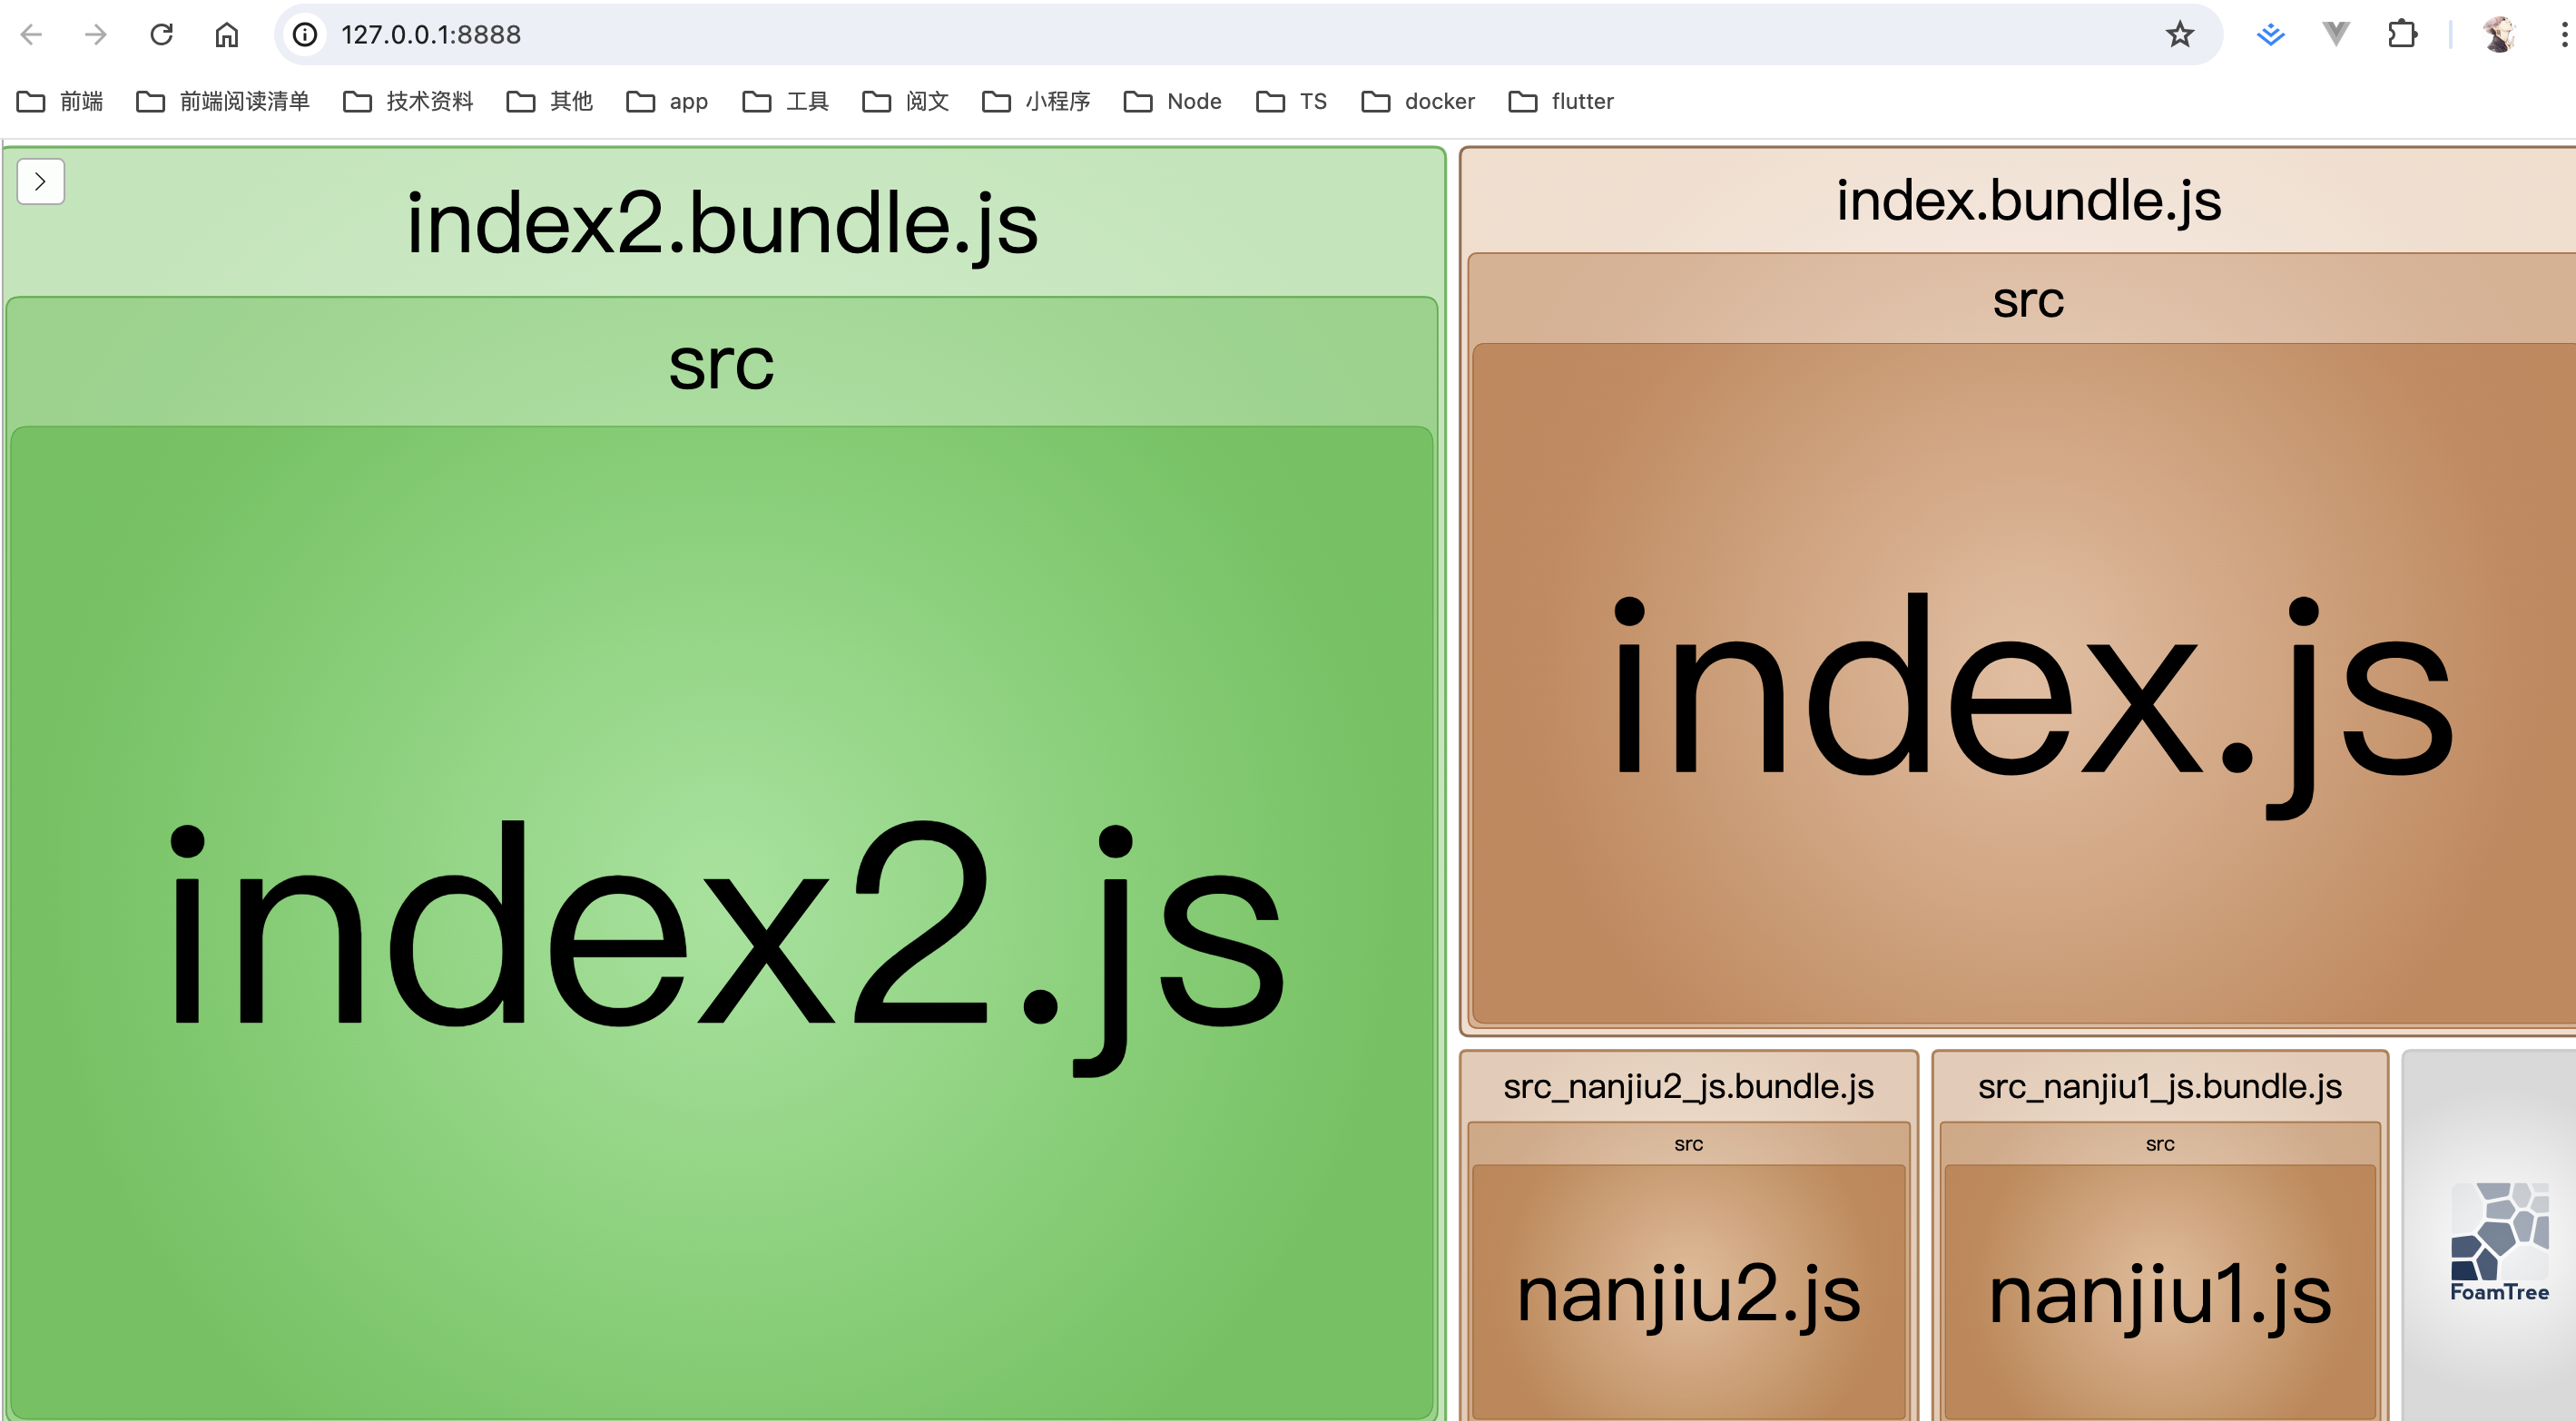 127.0.0.1:8888
前端 前端阅读清单 技术资料 其他 app 工具 阅文 小程序 Node TS docker flutter
index2.bundle.js
src
index2.js
index.bundle.js
src
index.js
src_nanjiu2_js.bundle.js
src
nanjiu2.js
src_nanjiu1_js.bundle.js
src
nanjiu1.js
FoamTree